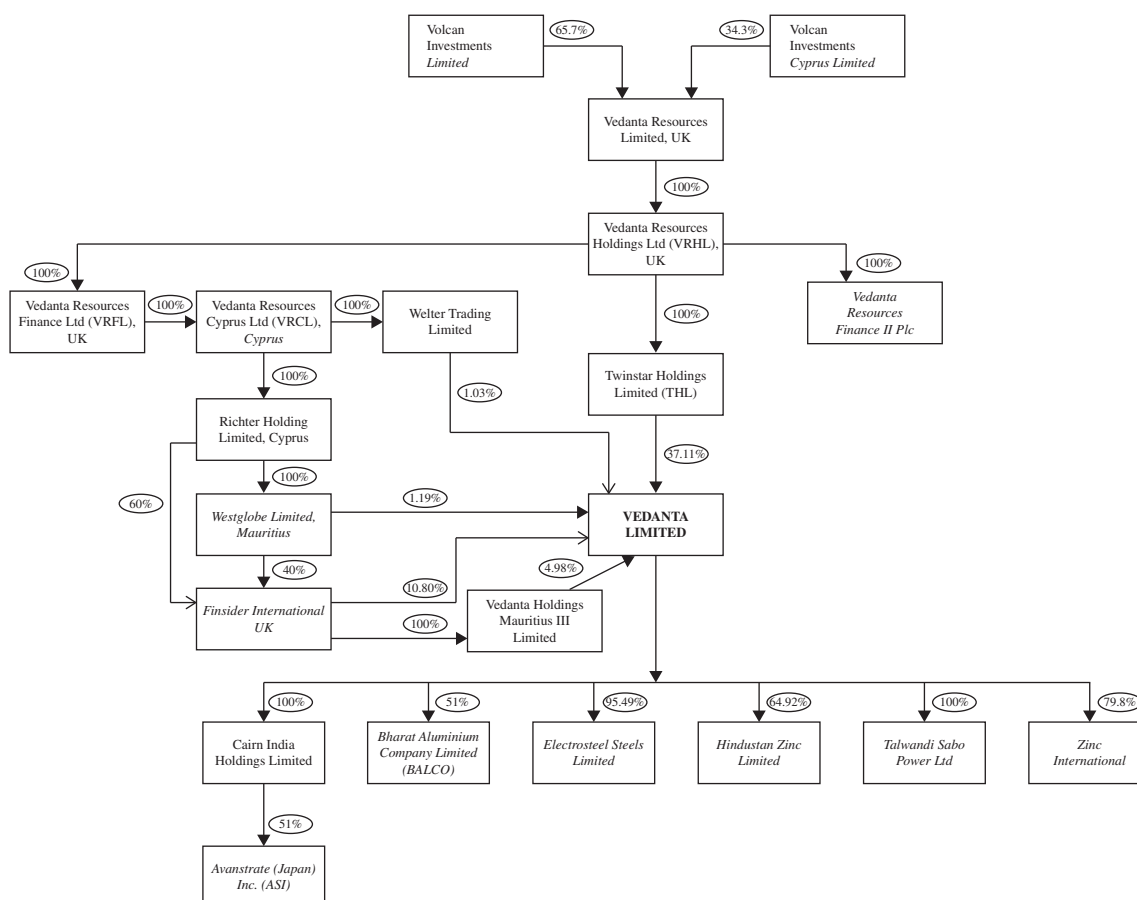 Volcan
Investments
Limited
65.7%
34.3%
Volcan
Investments
Cyprus Limited
Vedanta Resources
Limited, UK
100%
Vedanta Resources
Holdings Ltd (VRHL),
UK
100%
100%
Vedanta Resources
Finance Ltd (VRFL),
UK
100%
Vedanta Resources
Cyprus Ltd (VRCL),
Cyprus
100%
Welter Trading
Limited
100%
Vedanta
Resources
Finance II Plc
100%
1.03%
Twinstar Holdings
Limited (THL)
Richter Holding
Limited, Cyprus
37.11%
100%
60%
Westglobe Limited,
Mauritius
1.19%
VEDANTA
LIMITED
40%
10.80%
4.98%
Finsider International
UK
100%
Vedanta Holdings
Mauritius III
Limited
100%
51%
95.49%
64.92%
100%
79.8%
Cairn India
Holdings Limited
Bharat Aluminium
Company Limited
(BALCO)
Electrosteel Steels
Limited
Hindustan Zinc
Limited
Talwandi Sabo
Power Ltd
Zinc
International
51%
Avanstrate (Japan)
Inc. (ASI)